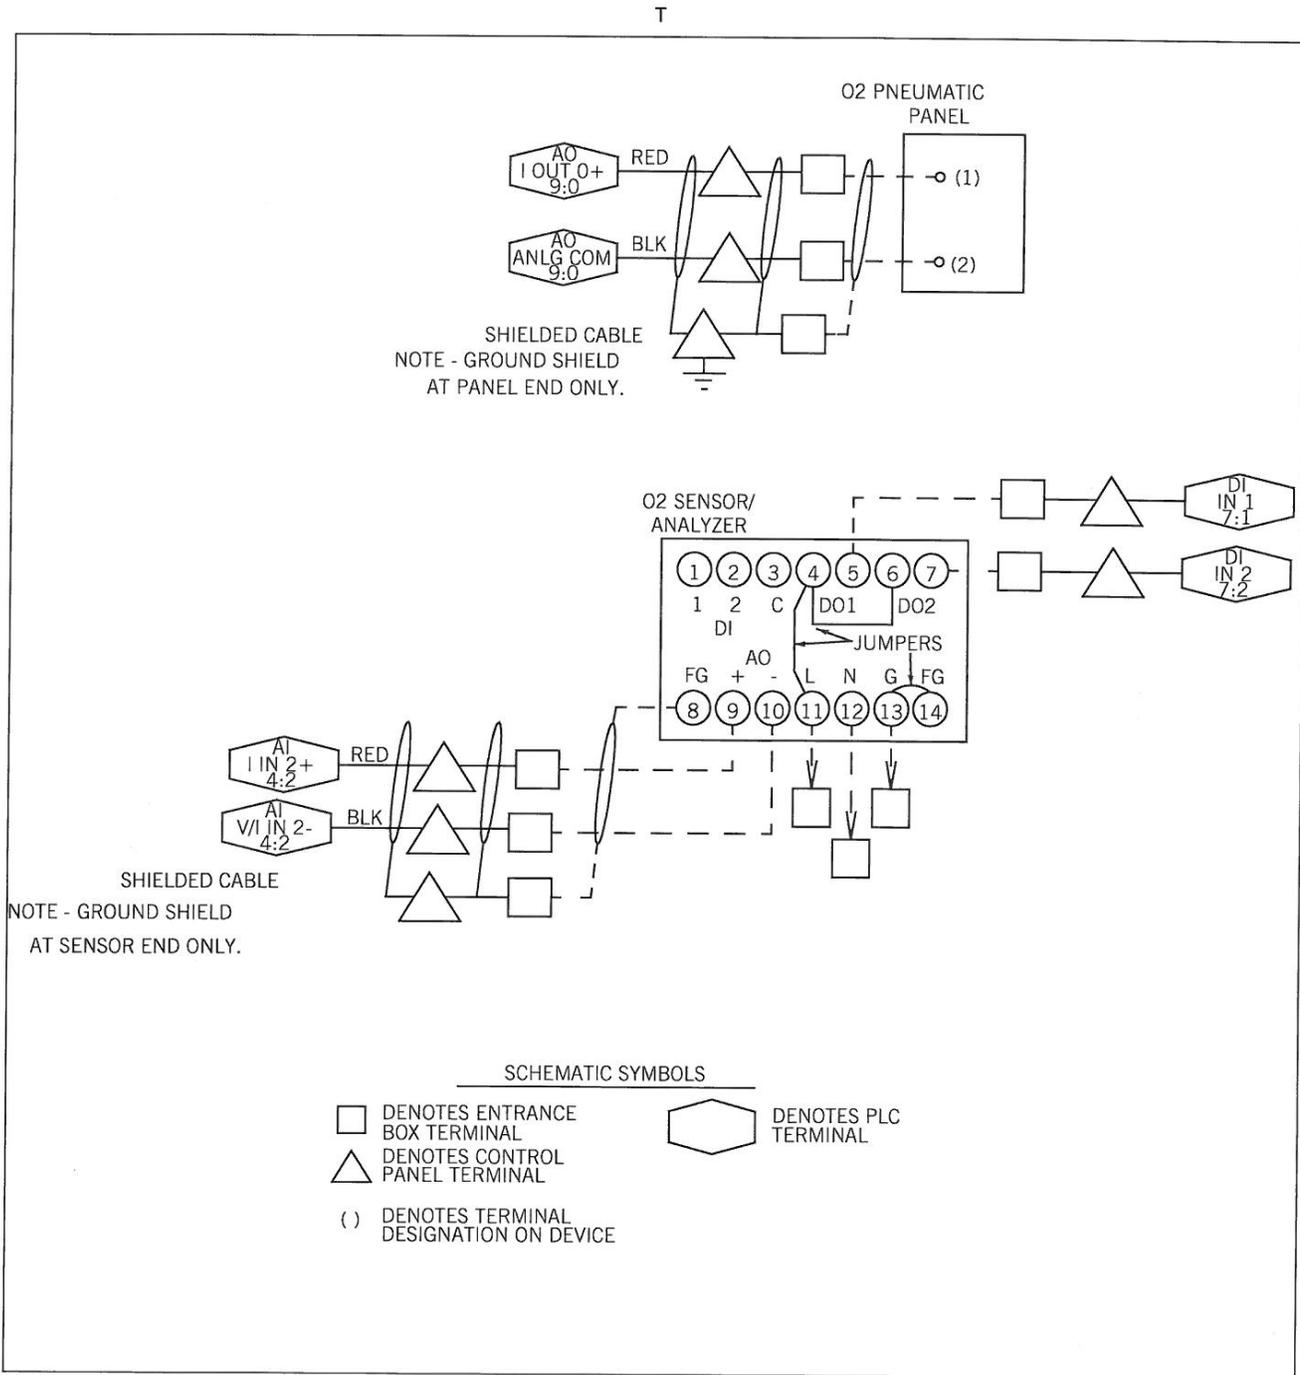 T
O2 PNEUMATIC
PANEL
AO
I OUT 0+
9:0
RED
(1)
AO
ANLG COM
9:0
BLK
(2)
SHIELDED CABLE
NOTE - GROUND SHIELD
AT PANEL END ONLY.
O2 SENSOR/
ANALYZER
DI
IN 1
7:1
DI
IN 2
7:2
1 2 3 4 5 6 7
1 2 C DO1 DO2
DI
JUMPERS
AO
FG + - L N G FG
8 9 10 11 12 13 14
AI
I IN 2+
4:2
RED
AI
V/I IN 2-
4:2
BLK
SHIELDED CABLE
NOTE - GROUND SHIELD
AT SENSOR END ONLY.
SCHEMATIC SYMBOLS
DENOTES ENTRANCE
BOX TERMINAL
DENOTES PLC
TERMINAL
DENOTES CONTROL
PANEL TERMINAL
( ) DENOTES TERMINAL
DESIGNATION ON DEVICE